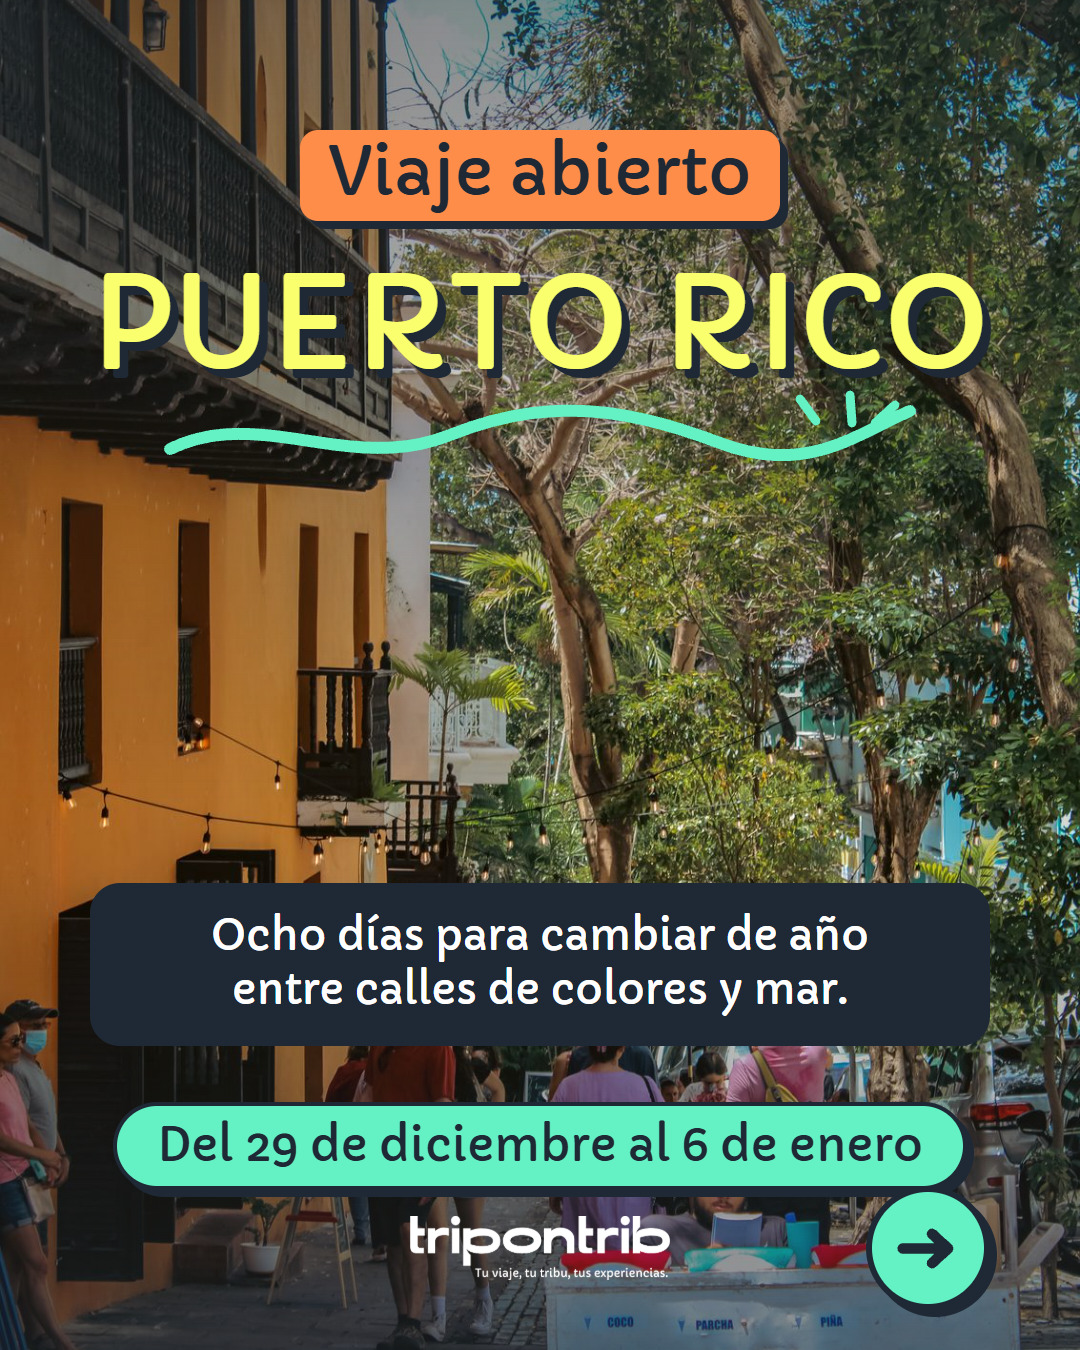 Viaje abierto
PUERTO RICO
Ocho días para cambiar de año
entre calles de colores y mar.
Del 29 de diciembre al 6 de enero
tripontrib
Tu viaje, tu tribu, tus experiencias.
COCO PARCHA PIÑA